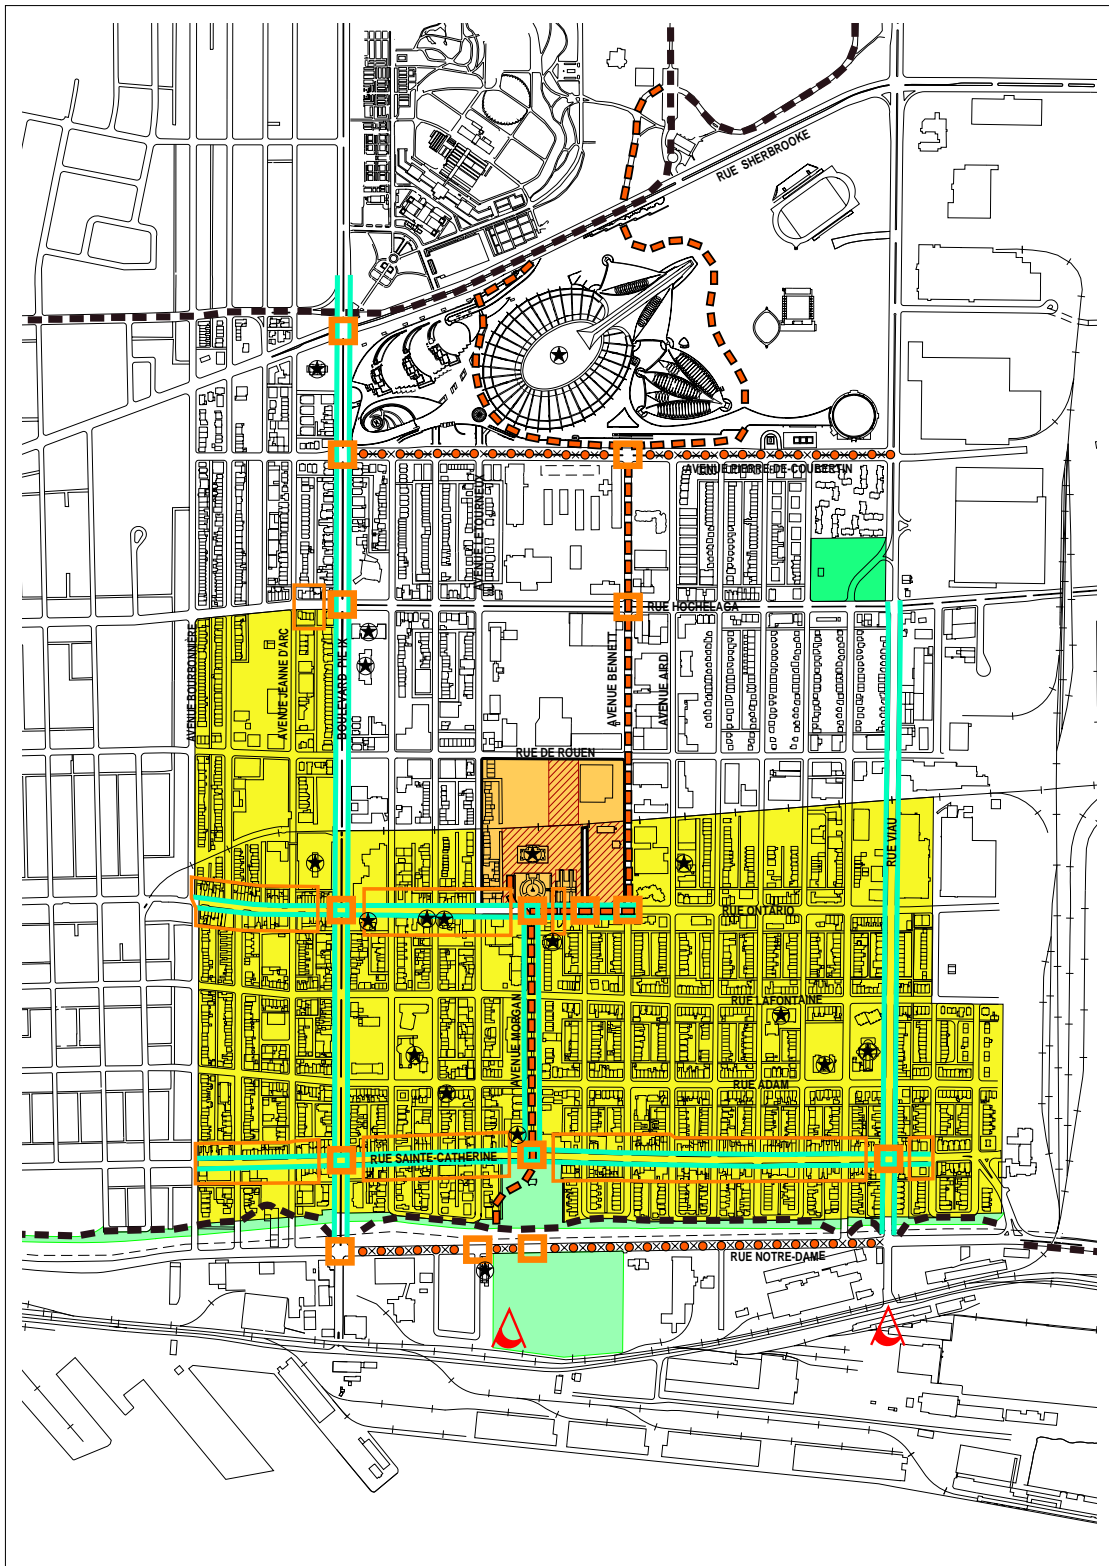 RUE SHERBROOKE
AVENUE PIERRE-DE-COUBERTIN
AVENUE LETOURNEUX
RUE HOCHELAGA
AVENUE BOURBONNIÈRE
AVENUE JEANNE D'ARC
BOULEVARD PIE IX
AVENUE BENNETT
AVENUE AIRD
RUE DE ROUEN
RUE VIAU
RUE ONTARIO
AVENUE MORGAN
RUE LAFONTAINE
RUE ADAM
RUE SAINTE-CATHERINE
RUE NOTRE-DAME